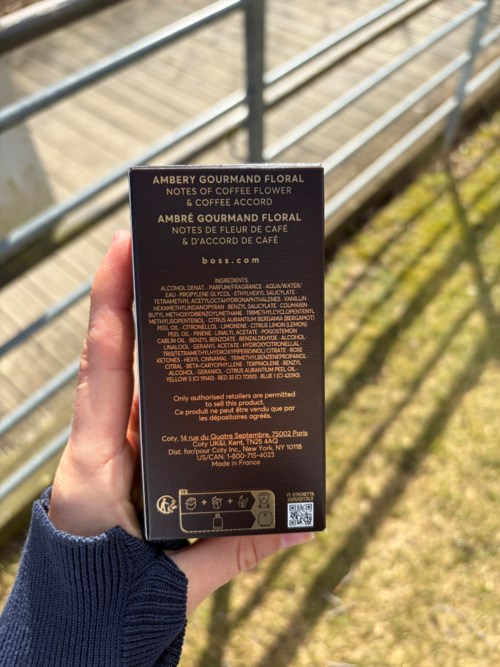 AMBERY GOURMAND FLORAL
NOTES OF COFFEE FLOWER
& COFFEE ACCORD
AMBRÉ GOURMAND FLORAL
NOTES DE FLEUR DE CAFÉ
& D'ACCORD DE CAFÉ
boss.com
INGREDIENTS:
ALCOHOL DENAT. · PARFUM/FRAGRANCE · AQUA/WATER/
EAU · PROPYLENE GLYCOL · ETHYLHEXYL SALICYLATE ·
TETRAMETHYL ACETYLOCTAHYDRONAPHTHALENES · VANILLIN ·
HEXAMETHYLINDANOPYRAN · BENZYL SALICYLATE · COUMARIN ·
BUTYL METHOXYDIBENZOYLMETHANE · TRIMETHYLCYCLOPENTENYL
METHYLISOPENTENOL · CITRUS AURANTIUM BERGAMIA (BERGAMOT)
PEEL OIL · CITRONELLOL · LIMONENE · CITRUS LIMON (LEMON)
PEEL OIL · PINENE · LINALYL ACETATE · POGOSTEMON
CABLIN OIL · BENZYL BENZOATE · BENZALDEHYDE · ALCOHOL ·
LINALOOL · GERANYL ACETATE · HYDROXYCITRONELLAL ·
TRIS(TETRAMETHYLHYDROXYPIPERIDINOL) CITRATE · ROSE
KETONES · HEXYL CINNAMAL · TRIMETHYLBENZENEPROPANOL ·
CITRAL · BETA-CARYOPHYLLENE · TERPINOLENE · BENZYL
ALCOHOL · GERANIOL · CITRUS AURANTIUM PEEL OIL ·
YELLOW 5 (CI 19140) · RED 33 (CI 17200) · BLUE 1 (CI 42090).
Only authorised retailers are permitted
to sell this product.
Ce produit ne peut être vendu que par
les dépositaires agréés.
Coty, 14 rue du Quatre Septembre, 75002 Paris
Coty UK&I, Kent, TN25 4AQ
Dist. for/pour Coty Inc., New York, NY 10118
US/CAN: 1-800-715-4023
Made in France
FR
IT: ETICHETTA